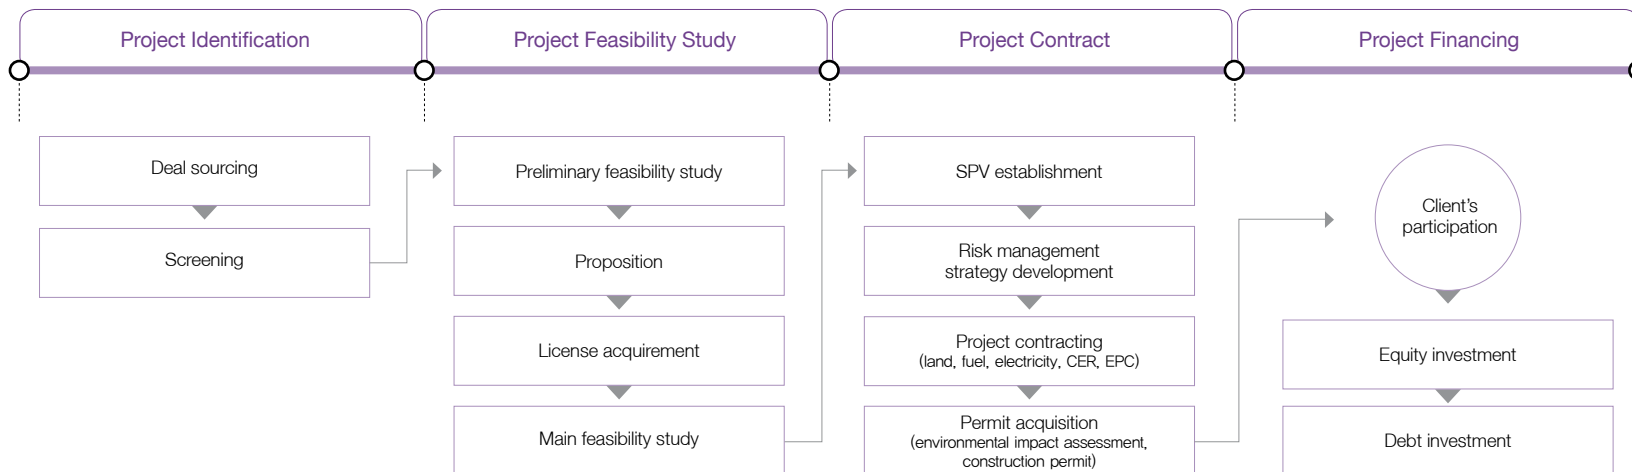 Project Identification
Project Feasibility Study
Project Contract
Project Financing
Deal sourcing
Screening
Preliminary feasibility study
Proposition
License acquirement
Main feasibility study
SPV establishment
Risk management
strategy development
Project contracting
(land, fuel, electricity, CER, EPC)
Permit acquisition
(environmental impact assessment,
construction permit)
Client's
participation
Equity investment
Debt investment